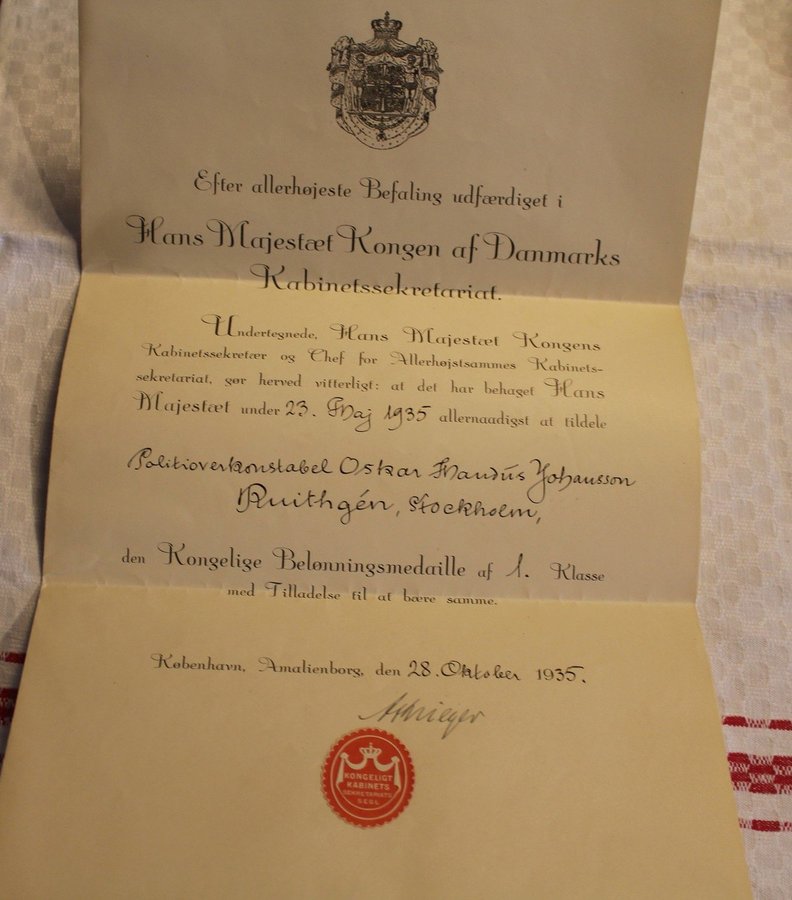 Efter allerhøjeste Befaling udfærdiget i
Hans Majestæt Kongen af Danmarks
Kabinetssekretariat.
Undertegnede, Hans Majestæt Kongens
Kabinetssekretær og Chef for Allerhøjstsammes Kabinets-
sekretariat, gør herved vitterligt: at det har behaget Hans
Majestæt under 23. Maj 1935 allernaadigst at tildele
Politioverkonstabel Oskar Mandus Johansson
Ruithgén, Stockholm,
den Kongelige Belønningsmedaille af 1. Klasse
med Tilladelse til at bære samme.
København, Amalienborg, den 28. Oktober 1935.
KONGELIGT
KABINETS
SEKRETARIATS
SEGL